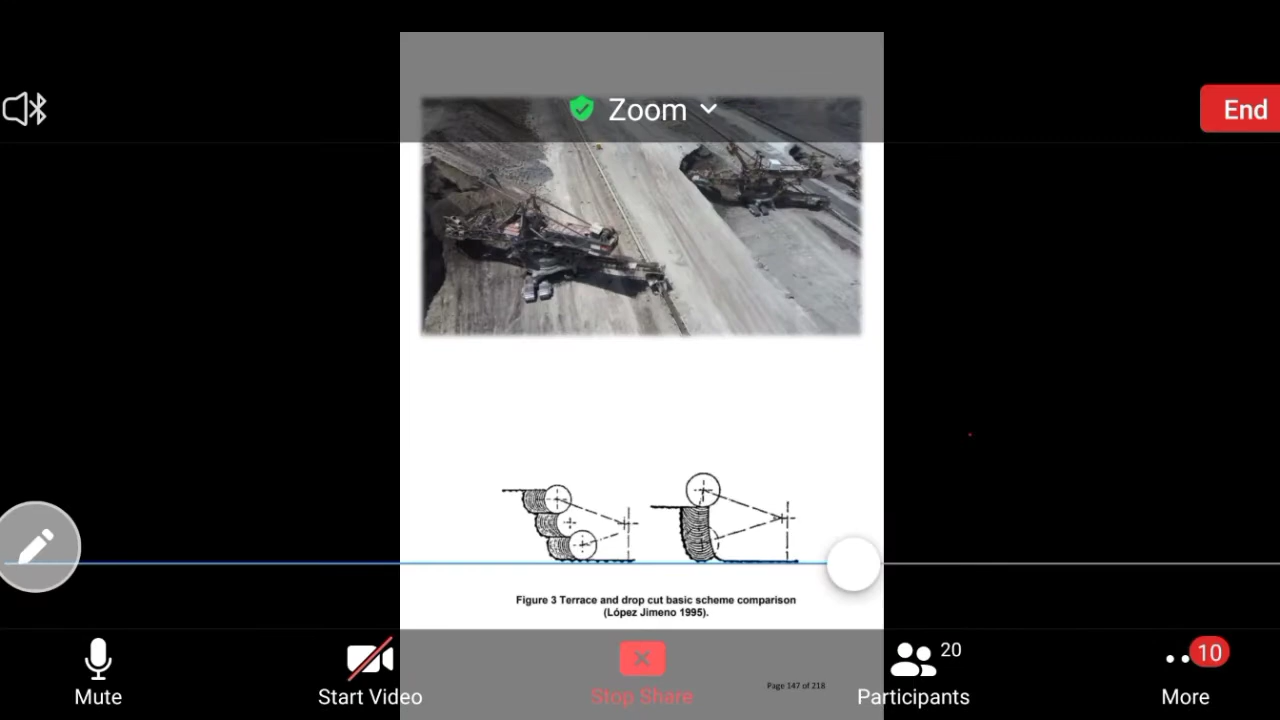 Zoom
End
Figure 3 Terrace and drop cut basic scheme comparison
(López Jimeno 1995).
10
20
Mute
Start Video
Stop Share
Page 147 of 218
Participants
More